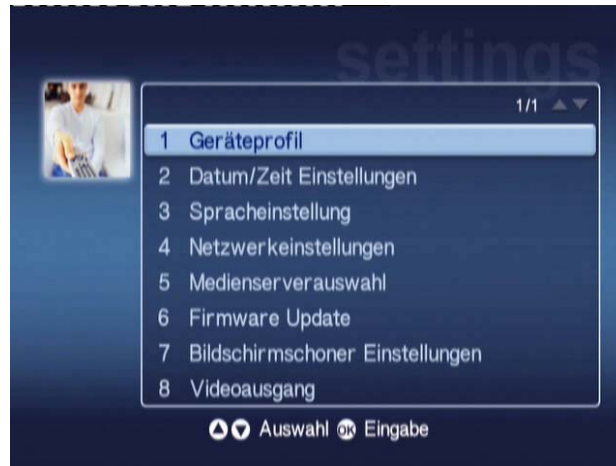 settings
1/1
1 Geräteprofil
2 Datum/Zeit Einstellungen
3 Spracheinstellung
4 Netzwerkeinstellungen
5 Medienserverauswahl
6 Firmware Update
7 Bildschirmschoner Einstellungen
8 Videoausgang
Auswahl OK Eingabe